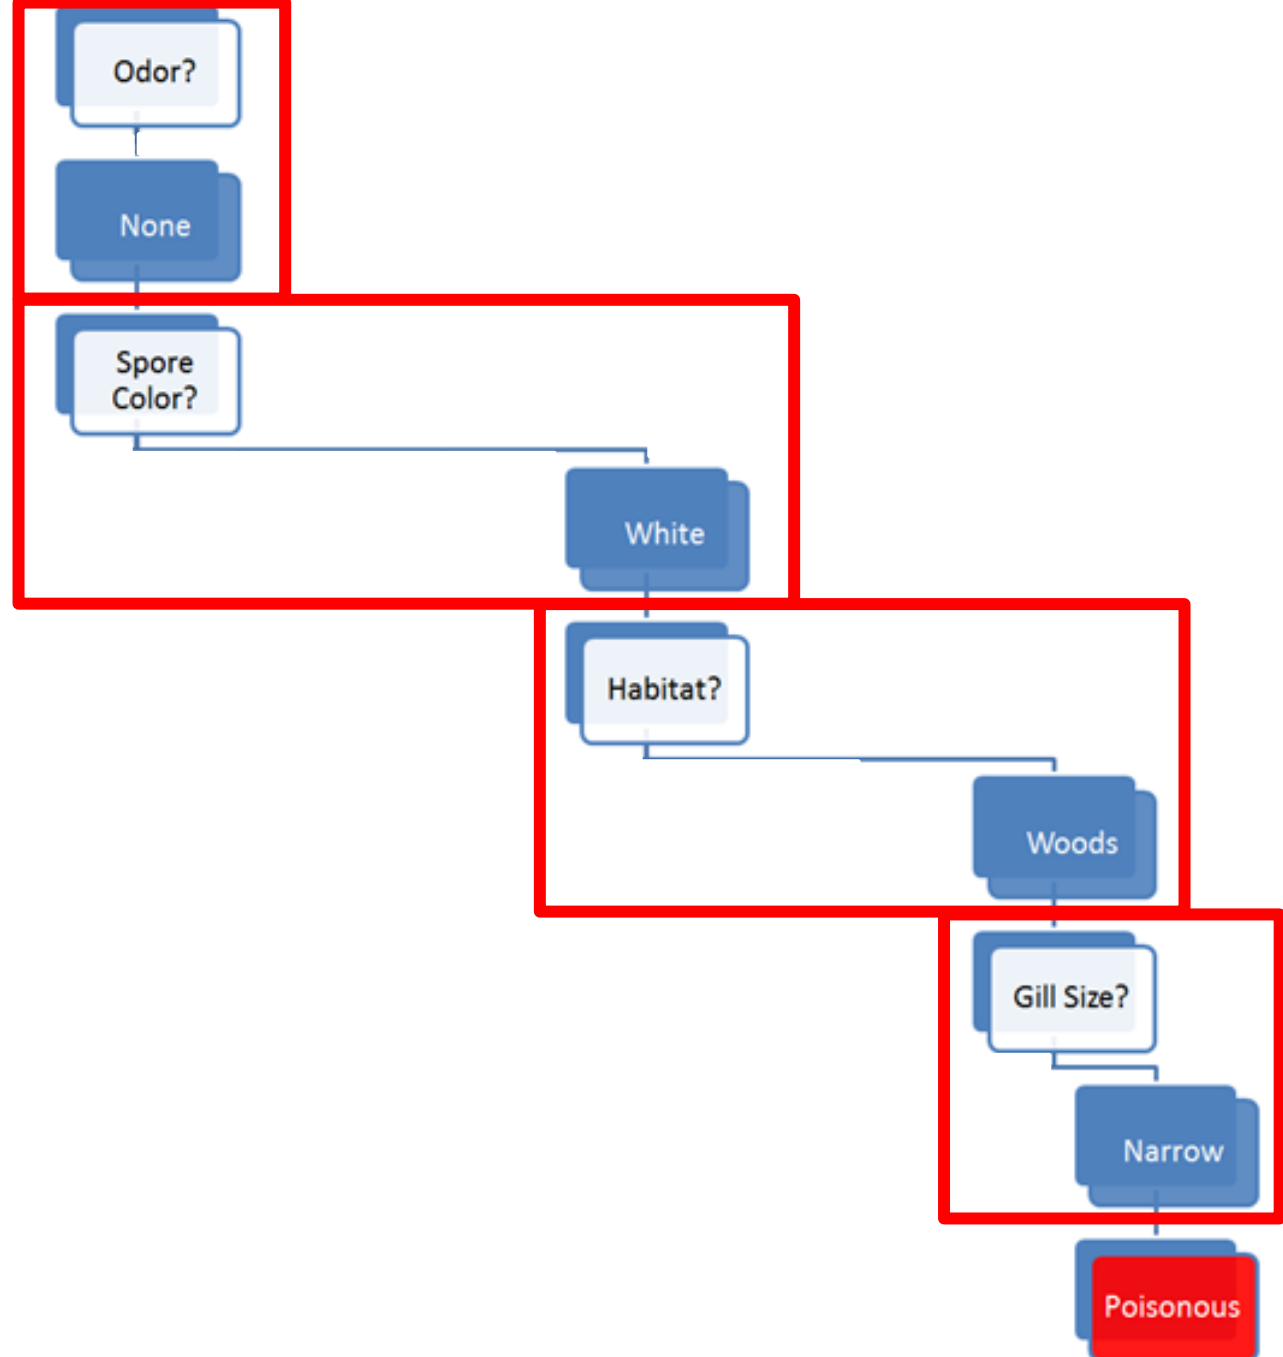 Odor?
None
Spore
Color?
White
Habitat?
Woods
Gill Size?
Narrow
Poisonous